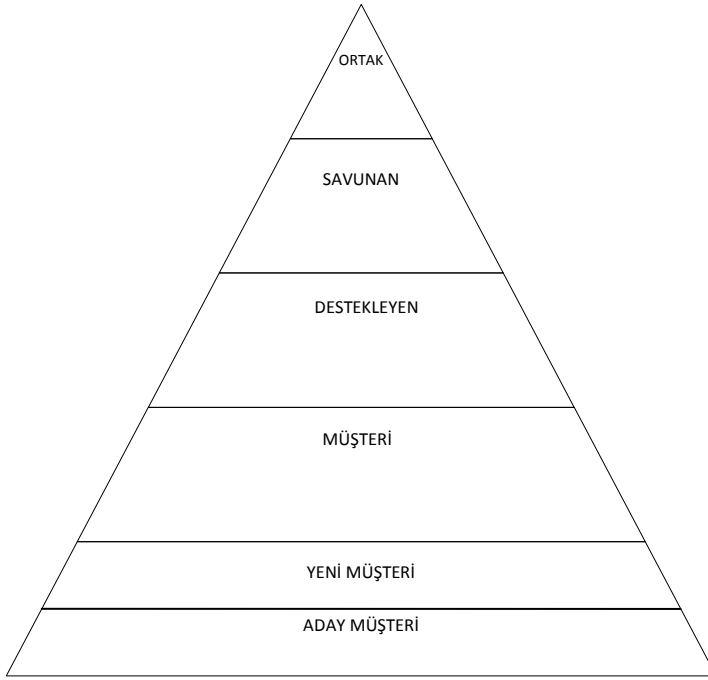 ORTAK
SAVUNAN
DESTEKLEYEN
MÜŞTERİ
YENİ MÜŞTERİ
ADAY MÜŞTERİ